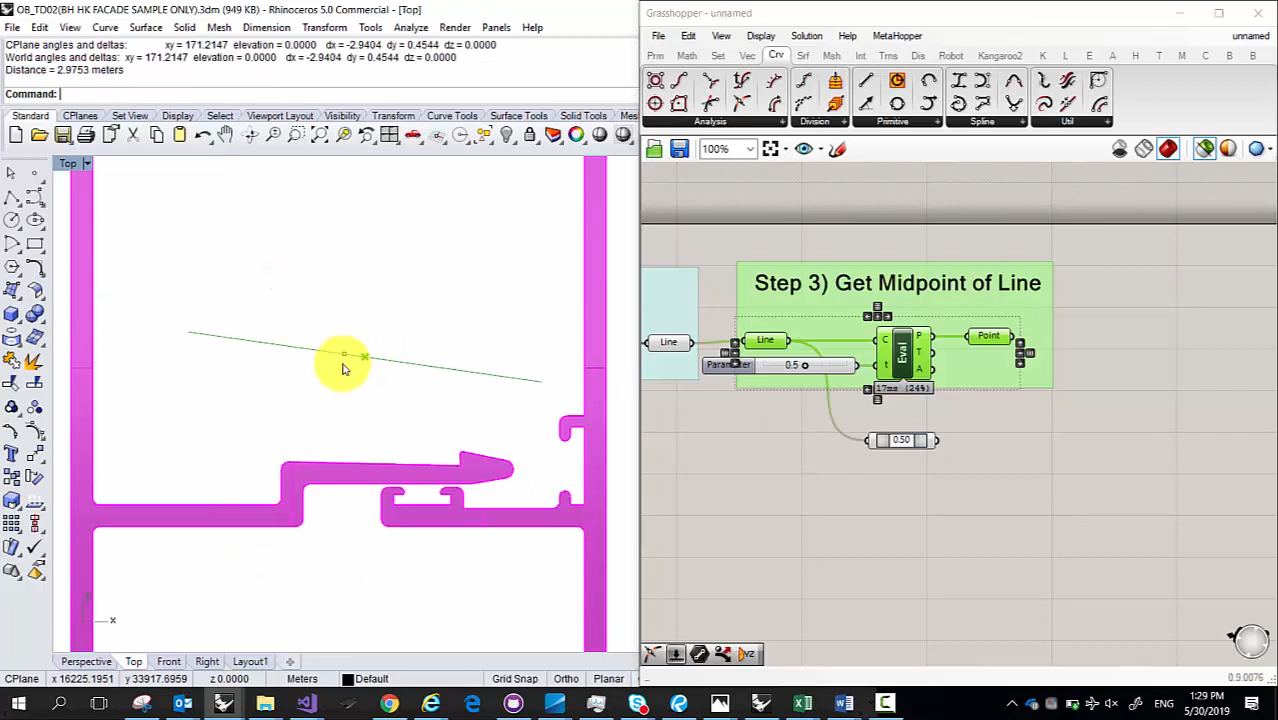 OB_TD02(BH HK FACADE SAMPLE ONLY).3dm (949 KB) - Rhinoceros 5.0 Commercial - [Top]
File Edit View Curve Surface Solid Mesh Dimension Transform Tools Analyze Render Panels Help
CPlane angles and deltas: xy = 171.2147 elevation = 0.0000 dx = -2.9404 dy = 0.4544 dz = 0.0000
World angles and deltas: xy = 171.2147 elevation = 0.0000 dx = -2.9404 dy = 0.4544 dz = 0.0000
Distance = 2.9753 meters
Command:
Standard CPlanes Set View Display Select Viewport Layout Visibility Transform Curve Tools Surface Tools Solid Tools Mes
Top
x
Perspective Top Front Right Layout1
CPlane x 16225.1951 y 33917.6959 z 0.0000 Meters Default Grid Snap Ortho Planar
Grasshopper - unnamed
File Edit View Display Solution Help MetaHopper unnamed
Prm Math Set Vec Crv Srf Msh Int Trns Dis Robot Kangaroo2 K L E W C R B B
Analysis Division Primitive Spline Util
100%
Step 3) Get Midpoint of Line
Line Line C t Eval P T A Point
Parameter 0.5
17ms (24%)
0.50
0.9.0076
ENG 1:29 PM
5/30/2019